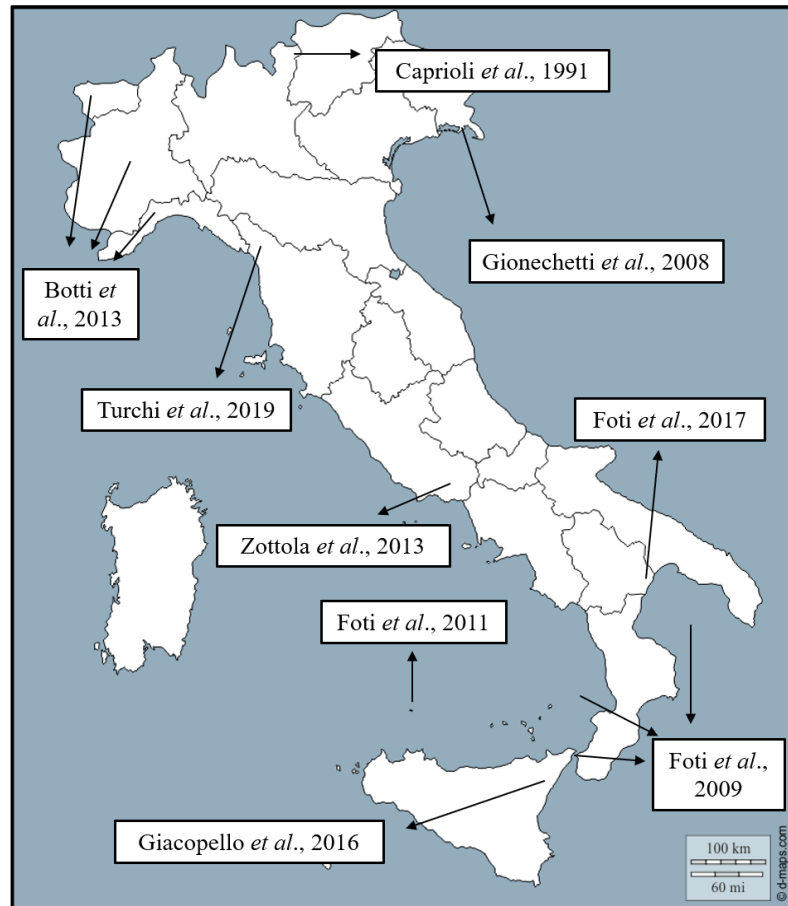 Caprioli et al., 1991
Gionechetti et al., 2008
Botti et
al., 2013
Turchi et al., 2019
Foti et al., 2017
Zottola et al., 2013
Foti et al., 2011
Foti et al.,
2009
Giacopello et al., 2016
100 km
60 mi
© d-maps.com